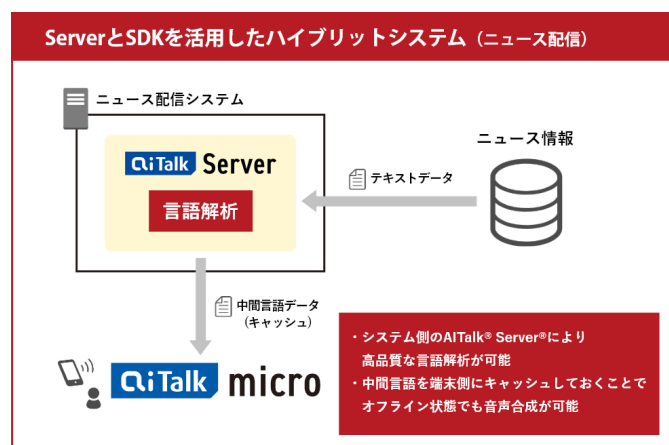 ServerとSDKを活用したハイブリットシステム（ニュース配信）
ニュース配信システム
AITalk Server
言語解析
テキストデータ
ニュース情報
中間言語データ
(キャッシュ)
AITalk micro
・システム側のAITalk® Server®により
高品質な言語解析が可能
・中間言語を端末側にキャッシュしておくことで
オフライン状態でも音声合成が可能